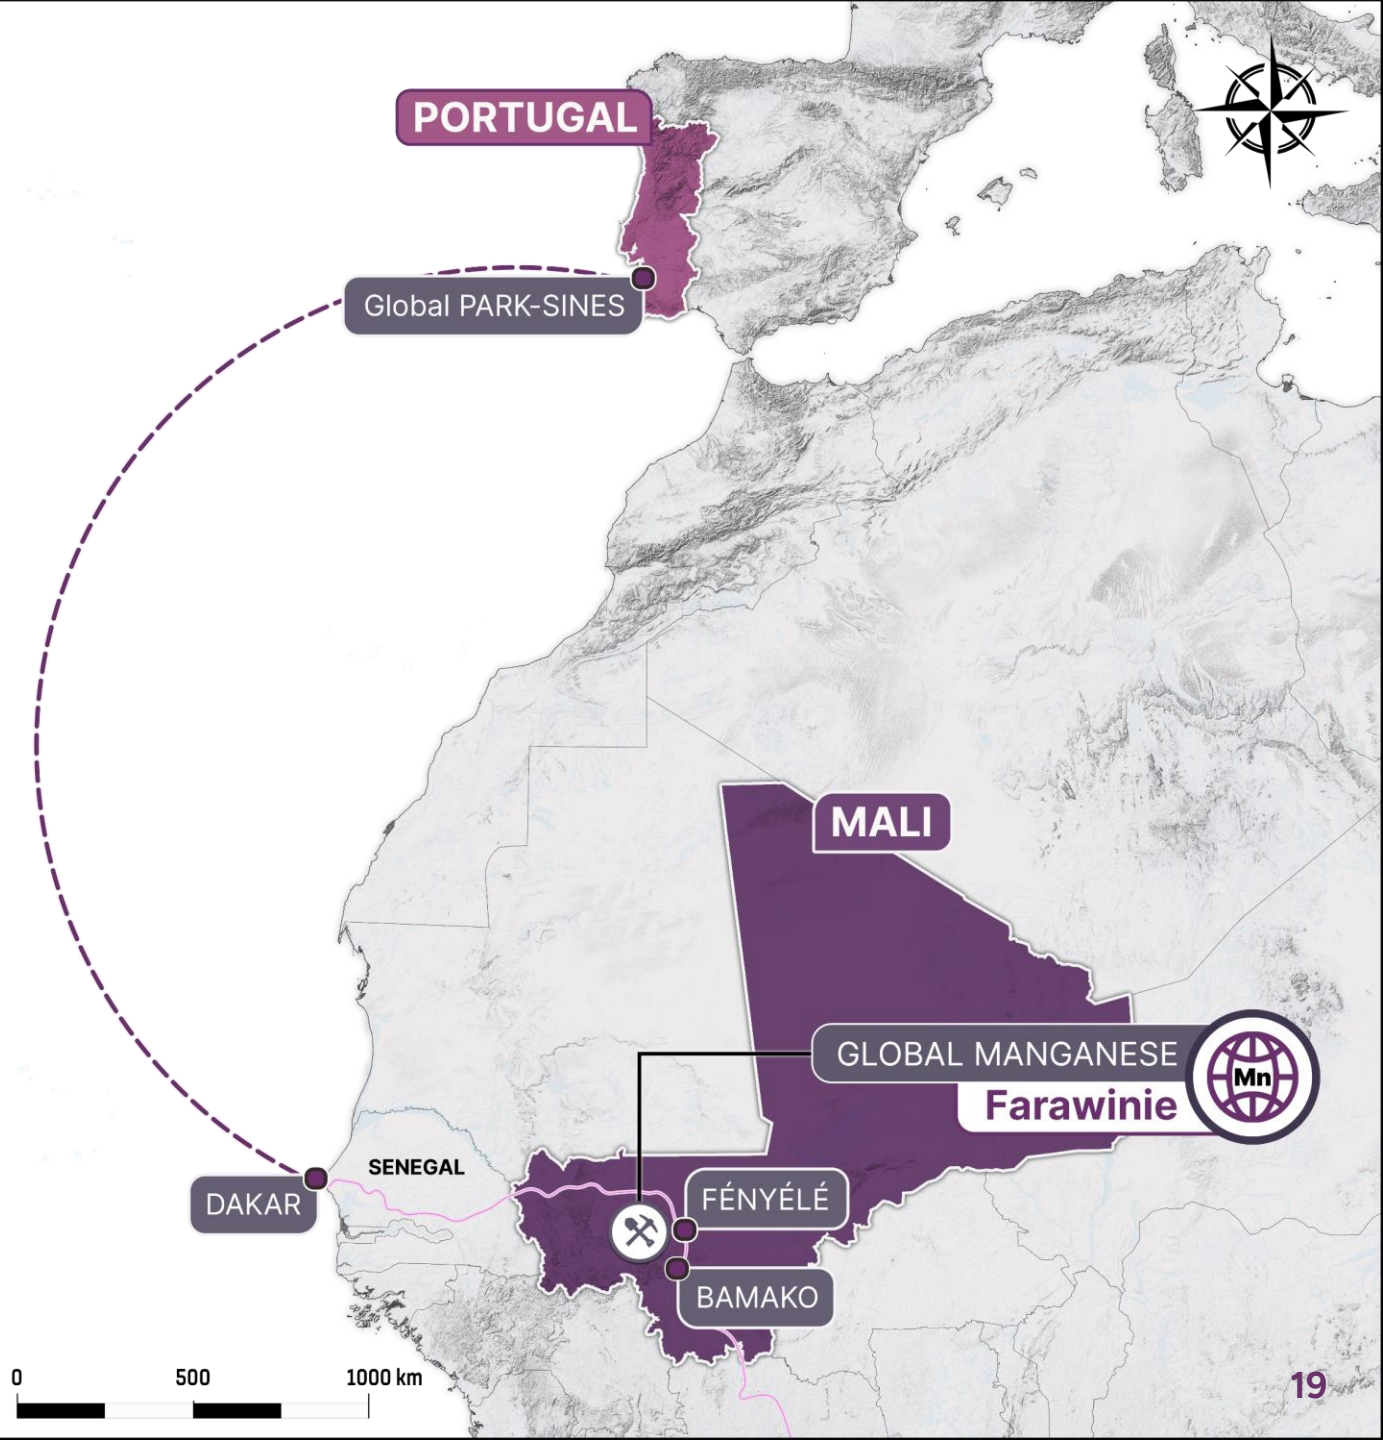 PORTUGAL
Global PARK-SINES
MALI
GLOBAL MANGANESE
Mn
Farawinie
SENEGAL
DAKAR
FÉNYÉLÉ
BAMAKO
0 500 1000 km
19